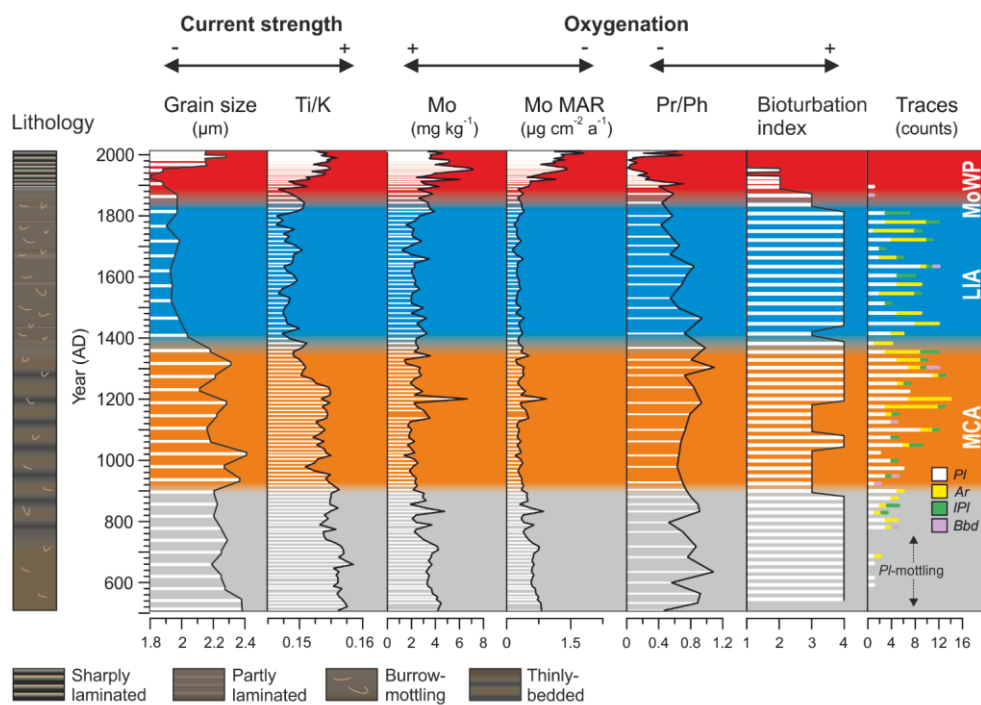 Current strength
Oxygenation
- +
+ -
- +
Lithology
Grain size
(µm)
Ti/K
Mo
(mg kg⁻¹)
Mo MAR
(µg cm⁻² a⁻¹)
Pr/Ph
Bioturbation
index
Traces
(counts)
Year (AD)
2000
1800
1600
1400
1200
1000
800
600
MoWP
LIA
MCA
Pl
Ar
lPl
Bbd
Pl-mottling
1.8 2 2.2 2.4
0.15 0.16
0 2 4 6 8
0 1.5
0 0.4 0.8 1.2
1 2 3 4
0 4 8 12 16
Sharply
laminated
Partly
laminated
Burrow-
mottling
Thinly-
bedded